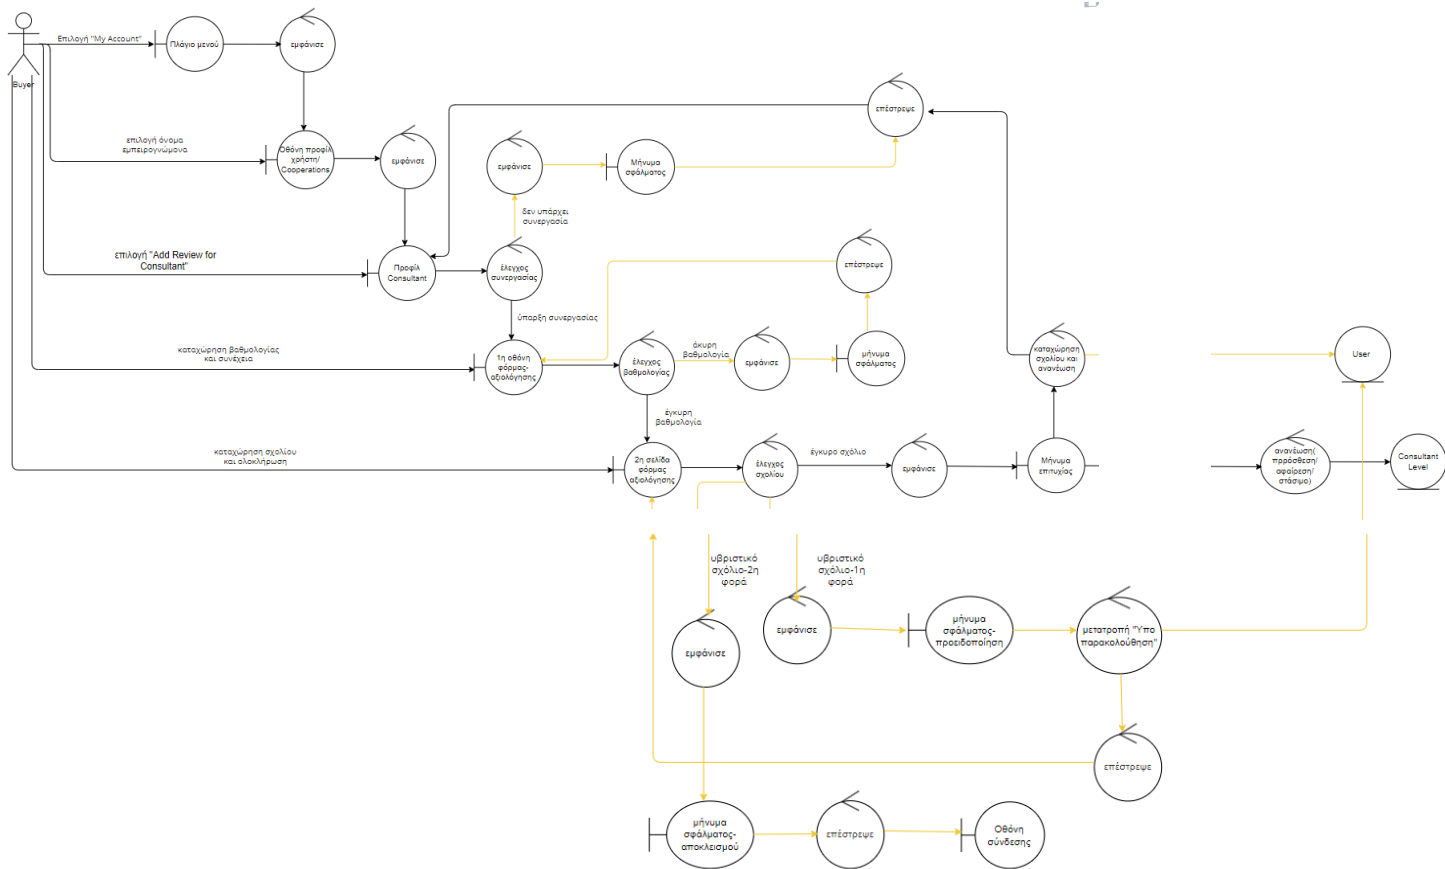 Επιλογή "My Account"
Πλάγιο μενού
εμφάνισε
Buyer
επέστρεψε
επιλογή όνομα
εμπειρογνώμονα
Οθόνη προφίλ
χρήστη/
Cooperations
εμφάνισε
εμφάνισε
Μήνυμα
σφάλματος
δεν υπάρχει
συνεργασία
επιλογή "Add Review for
Consultant"
Προφίλ
Consultant
έλεγχος
συνεργασίας
επέστρεψε
ύπαρξη συνεργασίας
καταχώρηση βαθμολογίας
και συνέχεια
1η οθόνη
φόρμας-
αξιολόγησης
έλεγχος
βαθμολογίας
άκυρη
βαθμολογία
εμφάνισε
μήνυμα
σφάλματος
καταχώρηση
σχολίου και
ανανέωση
User
έγκυρη
βαθμολογία
καταχώρηση σχολίου
και ολοκλήρωση
2η σελίδα
φόρμας
αξιολόγησης
έλεγχος
σχολίου
έγκυρο σχόλιο
εμφάνισε
Μήνυμα
επιτυχίας
ανανέωση(
πρρόσθεση/
αφαίρεση/
στάσιμο)
Consultant
Level
υβριστικό
σχόλιο-2η
φορά
υβριστικό
σχόλιο-1η
φορά
εμφάνισε
εμφάνισε
μήνυμα
σφάλματος-
προειδοποίηση
μετατροπή "Υπο
παρακολούθηση"
επέστρεψε
μήνυμα
σφάλματος-
αποκλεισμού
επέστρεψε
Οθόνη
σύνδεσης